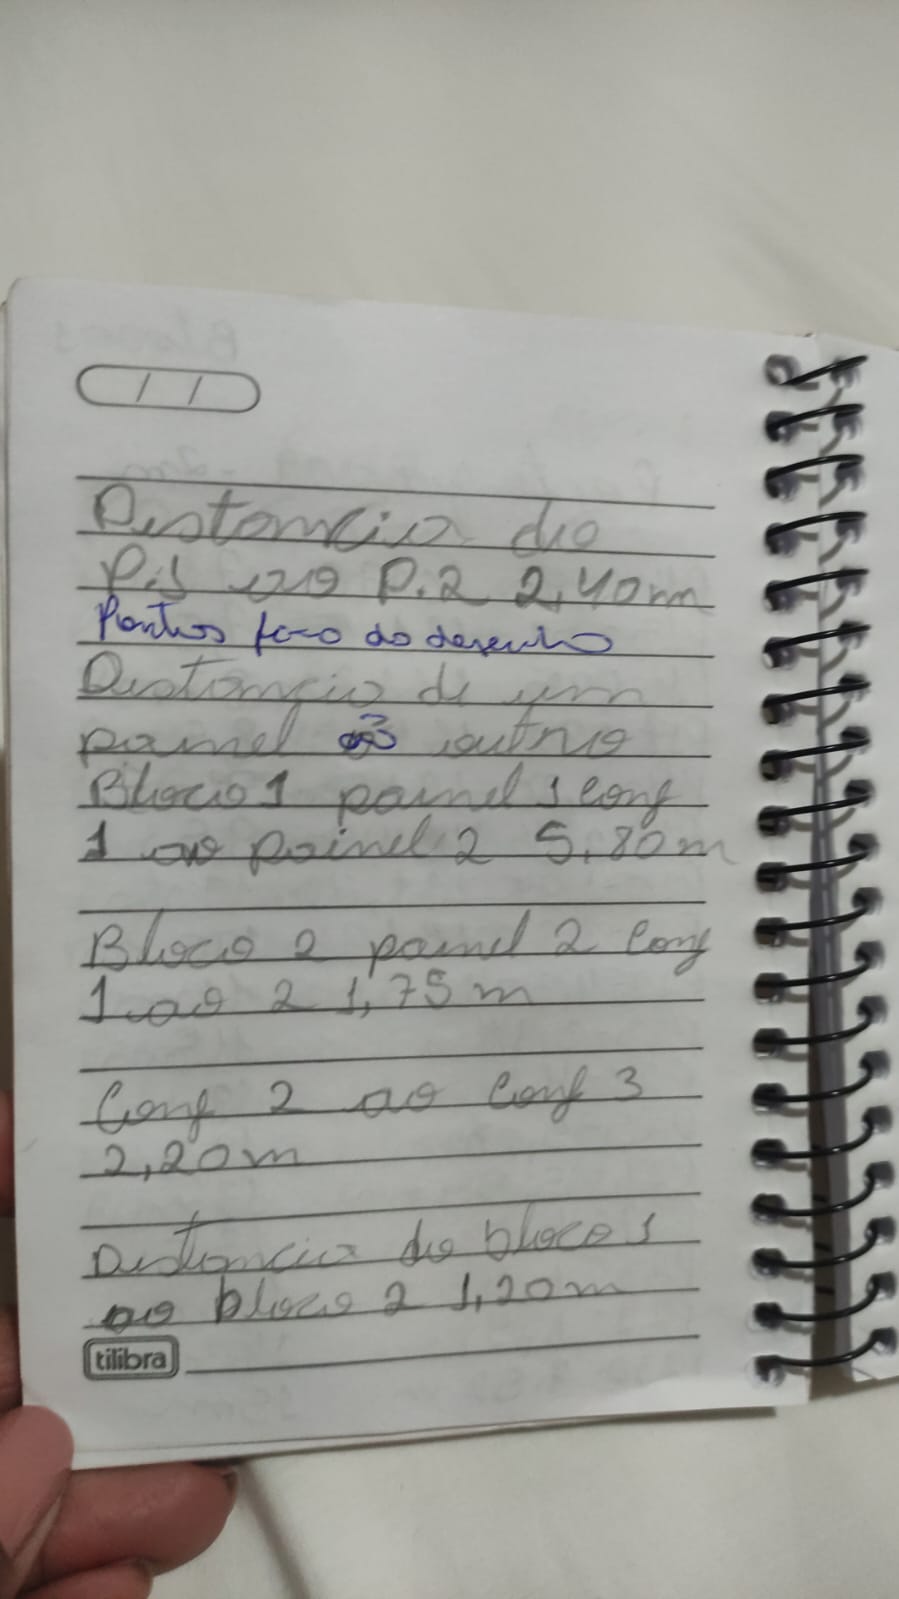 / /
Distancia do
P.1 ao P.2 2,40m
Pontos fora do desenho
Distancia de um
painel ao outro
Bloco 1 painel 1 conf
1 ao painel 2 5,80m
Bloco 2 painel 2 conf
1 ao 2 1,75m
Conf 2 ao conf 3
2,20m
Distancia do bloco 1
ao bloco 2 1,20m
tilibra